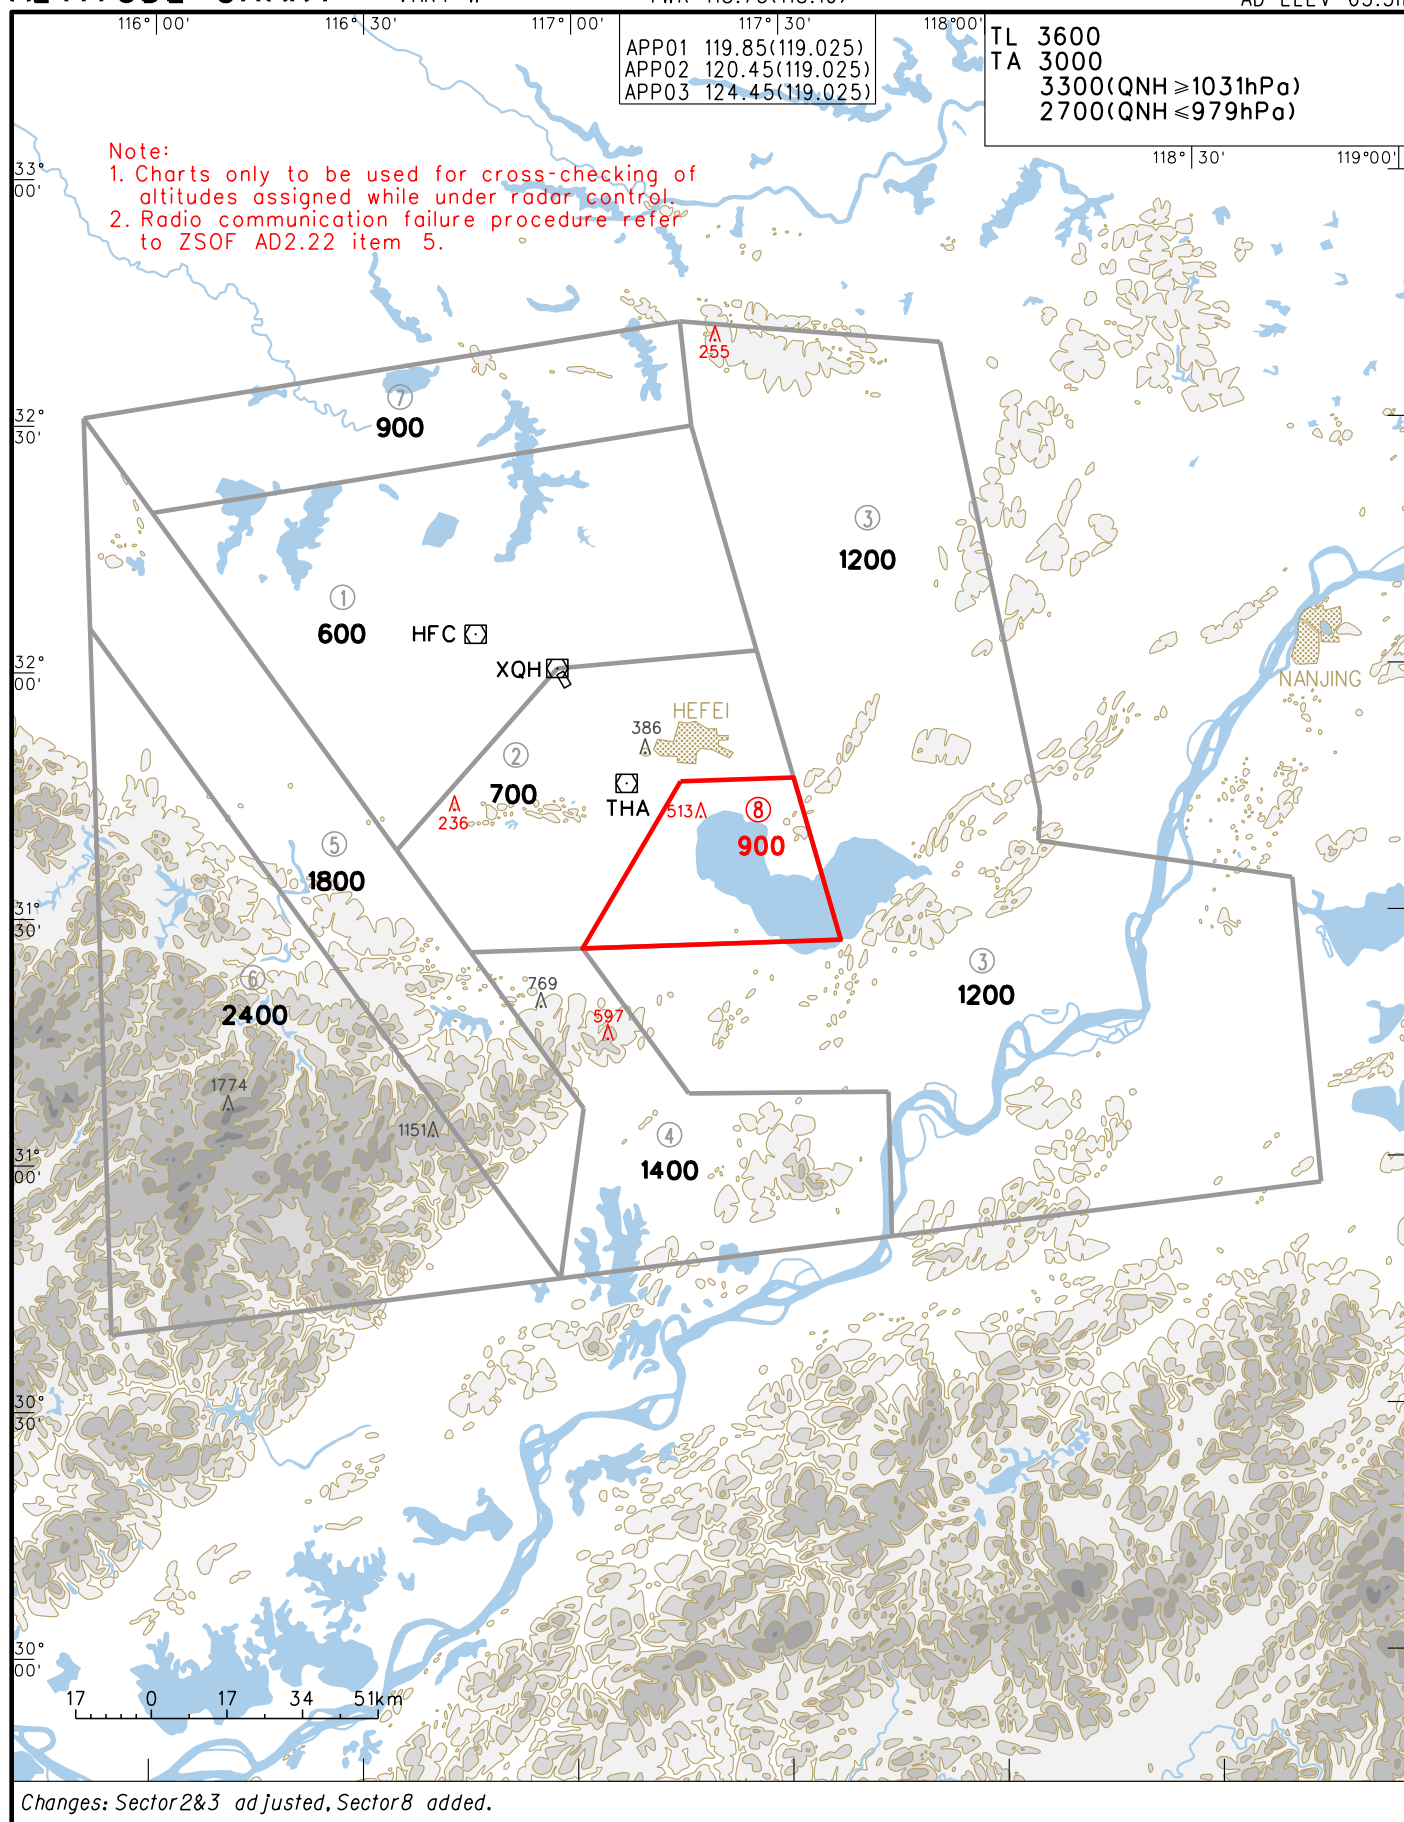 116°00'
116°30'
117°00'
117°30'
118°00'
APP01 119.85(119.025)
APP02 120.45(119.025)
APP03 124.45(119.025)
TL 3600
TA 3000
3300(QNH≥1031hPa)
2700(QNH≤979hPa)
118°30'
119°00'
33°
00'
Note:
1. Charts only to be used for cross-checking of
altitudes assigned while under radar control.
2. Radio communication failure procedure refer
to ZSOF AD2.22 item 5.
255
7
900
32°
30'
3
1200
1
600
HFC
XQH
32°
00'
NANJING
HEFEI
386
2
700
THA
236
513
8
900
5
1800
31°
30'
3
1200
6
2400
769
597
1774
1151
4
1400
31°
00'
30°
30'
30°
00'
17 0 17 34 51km
Changes: Sector2&3 adjusted, Sector8 added.